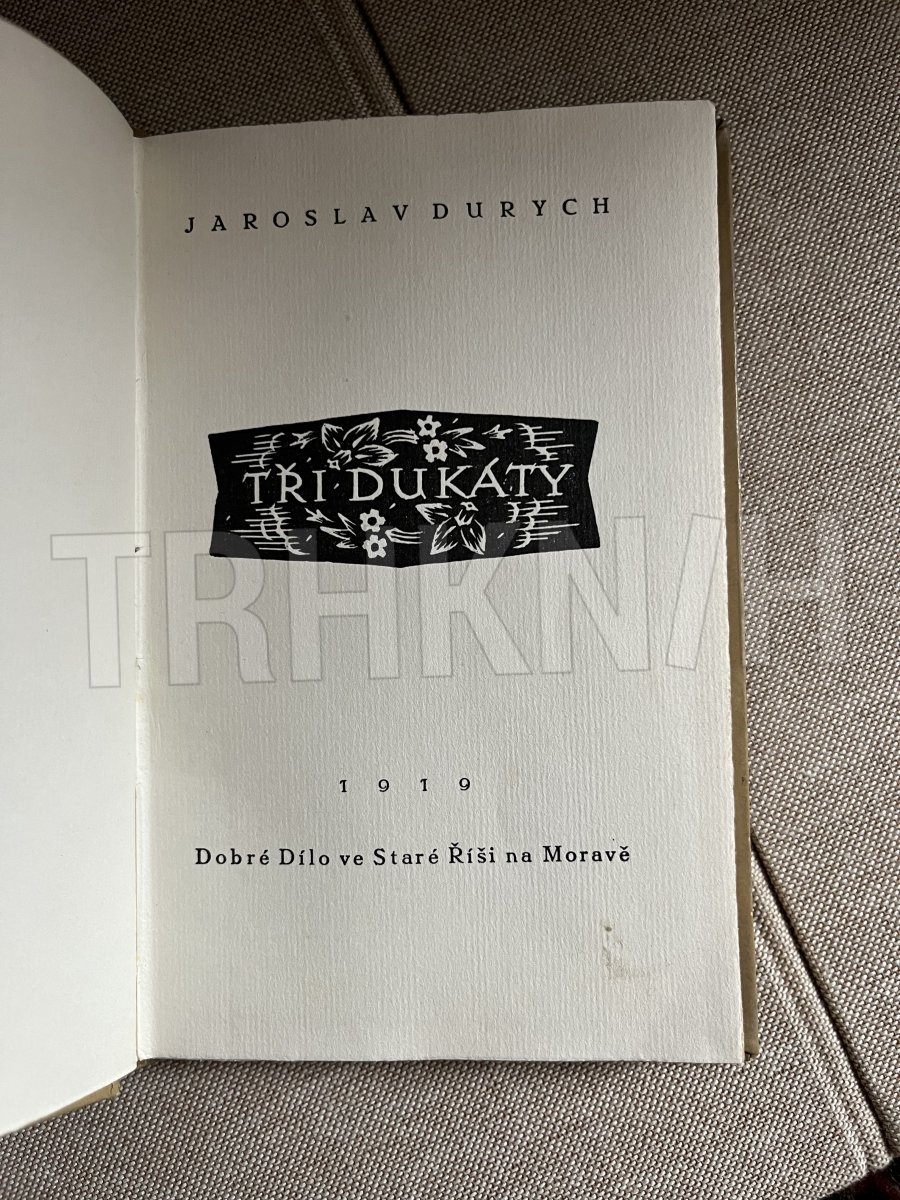 JAROSLAV DURYCH
TŘI DUKÁTY
TRHKNIH
1919
Dobré Dílo ve Staré Říši na Moravě